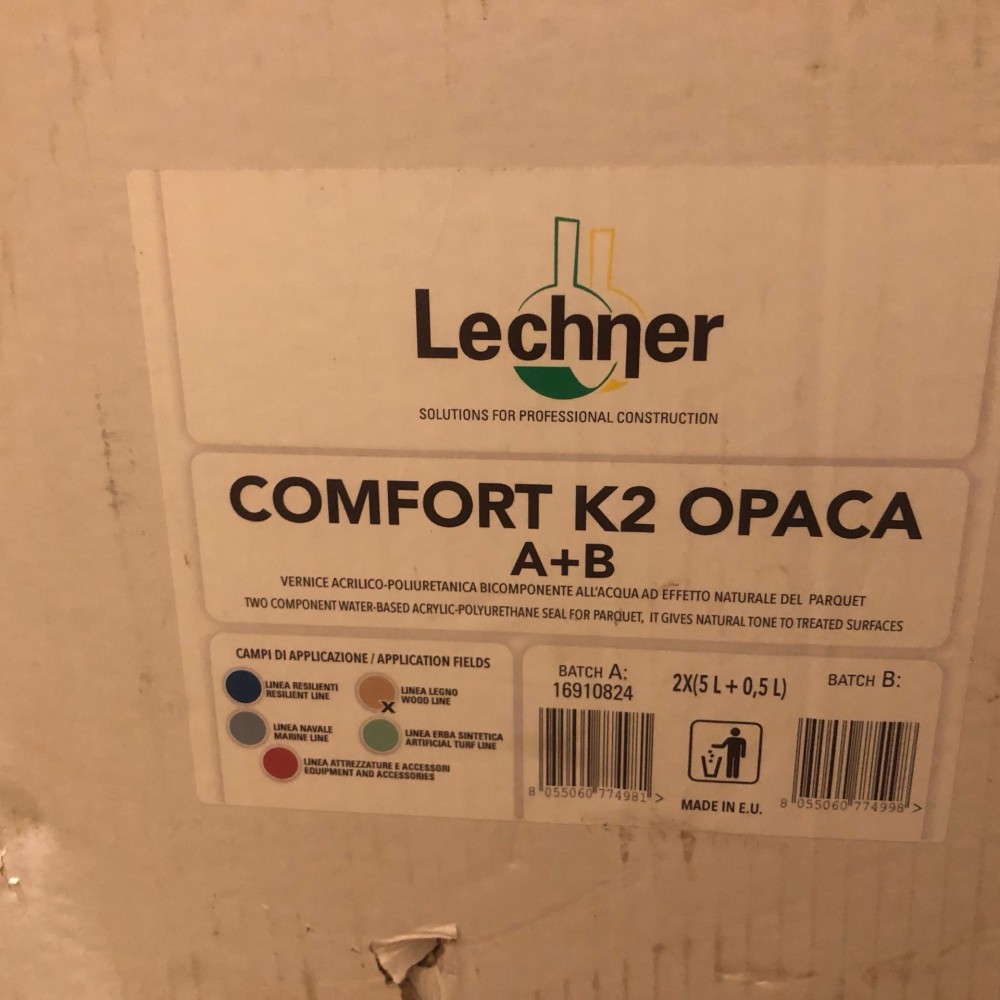 Lechner
SOLUTIONS FOR PROFESSIONAL CONSTRUCTION
COMFORT K2 OPACA
A+B
VERNICE ACRILICO-POLIURETANICA BICOMPONENTE ALL'ACQUA AD EFFETTO NATURALE DEL PARQUET
TWO COMPONENT WATER-BASED ACRYLIC-POLYURETHANE SEAL FOR PARQUET, IT GIVES NATURAL TONE TO TREATED SURFACES
CAMPI DI APPLICAZIONE / APPLICATION FIELDS
LINEA RESILIENTI
RESILIENT LINE
LINEA LEGNO
WOOD LINE
X
LINEA NAVALE
MARINE LINE
LINEA ERBA SINTETICA
ARTIFICIAL TURF LINE
LINEA ATTREZZATURE E ACCESSORI
EQUIPMENT AND ACCESSORIES
BATCH A:
16910824
2X(5 L + 0,5 L)
BATCH B:
8 055060 774981 >
MADE IN E.U.
8 055060 774998 >